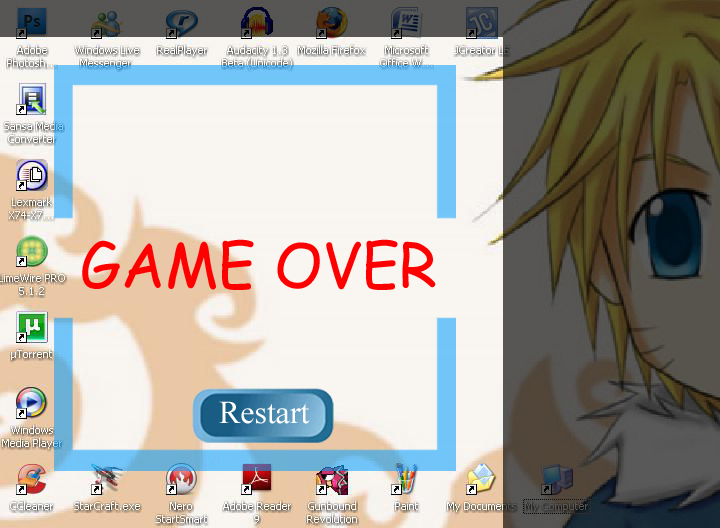 Adobe Photosh...
Windows Live Messenger
RealPlayer
Audacity 1.3 Beta (Unicode)
Mozilla Firefox
Microsoft Office W...
JCreator LE
Sansa Media Converter
Lexmark X74-X7...
LimeWire PRO 5.1.2
GAME OVER
µTorrent
Restart
Windows Media Player
CCleaner
StarCraft.exe
Nero StartSmart
Adobe Reader 9
Gunbound Revolution
Paint
My Documents
My Computer